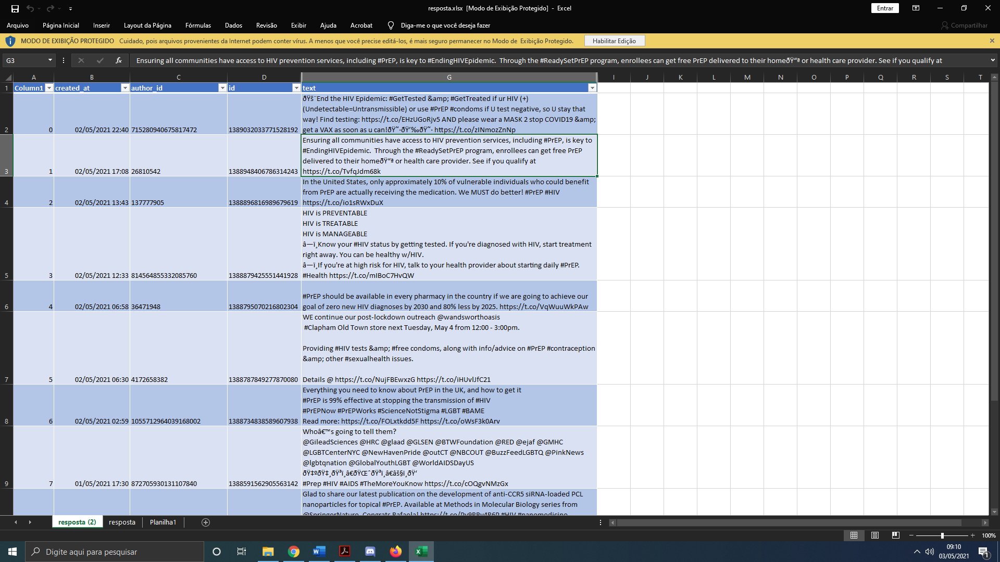 resposta.xlsx [Modo de Exibição Protegido] - Excel
Entrar
Arquivo Página Inicial Inserir Layout da Página Fórmulas Dados Revisão Exibir Ajuda Acrobat Diga-me o que você deseja fazer Compartilhar
MODO DE EXIBIÇÃO PROTEGIDO Cuidado, pois arquivos provenientes da Internet podem conter vírus. A menos que você precise editá-los, é mais seguro permanecer no Modo de Exibição Protegido. Habilitar Edição
G3 fx Ensuring all communities have access to HIV prevention services, including #PrEP, is key to #EndingHIVEpidemic. Through the #ReadySetPrEP program, enrollees can get free PrEP delivered to their homeðŸ“ª or health care provider. See if you qualify at
A B C D G I J K L M N O P Q R S T
1 Column1 created_at author_id id text
ðŸš¨End the HIV Epidemic: #GetTested &amp; #GetTreated if ur HIV (+)
(Undetectable=Untransmissible) or use #PrEP #condoms if U test negative, so U stay that
way! Find testing: https://t.co/EHzUGoRjv5 AND please wear a MASK 2 stop COVID19 &amp;
2 0 02/05/2021 22:40 715280940675817472 1389032033771528192 get a VAX as soon as u can!ðŸ˜·ðŸ’‰ðŸ˜· https://t.co/zINmozZnNp
Ensuring all communities have access to HIV prevention services, including #PrEP, is key to
#EndingHIVEpidemic. Through the #ReadySetPrEP program, enrollees can get free PrEP
delivered to their homeðŸ“ª or health care provider. See if you qualify at
3 1 02/05/2021 17:08 26810542 1388948406786314243 https://t.co/TvfqJdm68k
In the United States, only approximately 10% of vulnerable individuals who could benefit
from PrEP are actually receiving the medication. We MUST do better! #PrEP #HIV
4 2 02/05/2021 13:43 137777905 1388896816989679619 https://t.co/io1sRWxDuX
HIV is PREVENTABLE
HIV is TREATABLE
HIV is MANAGEABLE
â—ï¸Know your #HIV status by getting tested. If you're diagnosed with HIV, start treatment
right away. You can be healthy w/HIV.
â—ï¸If you're at high risk for HIV, talk to your health provider about starting daily #PrEP.
5 3 02/05/2021 12:33 814564855332085760 1388879425551441928 #Health https://t.co/mIBoC7HvQW
#PrEP should be available in every pharmacy in the country if we are going to achieve our
6 4 02/05/2021 06:58 36471948 1388795070216802304 goal of zero new HIV diagnoses by 2030 and 80% less by 2025. https://t.co/VqWuuWkPAw
WE continue our post-lockdown outreach @wandsworthoasis
#Clapham Old Town store next Tuesday, May 4 from 12:00 - 3:00pm.
Providing #HIV tests &amp; #free condoms, along with info/advice on #PrEP #contraception
&amp; other #sexualhealth issues.
7 5 02/05/2021 06:30 4172658382 1388787849277870080 Details @ https://t.co/NujFBEwxzG https://t.co/iHUvlJfC21
Everything you need to know about PrEP in the UK, and how to get it
#PrEP is 99% effective at stopping the transmission of #HIV
#PrEPNow #PrEPWorks #ScienceNotStigma #LGBT #BAME
8 6 02/05/2021 02:59 1055712964039168002 1388734838589607938 Read more: https://t.co/FOLxtkdd5F https://t.co/oWsF3k0Arv
Whoâ€™s going to tell them?
@GileadSciences @HRC @glaad @GLSEN @BTWFoundation @RED @ejaf @GMHC
@LGBTCenterNYC @NewHavenPride @outCT @NBCOUT @BuzzFeedLGBTQ @PinkNews
@lgbtqnation @GlobalYouthLGBT @WorldAIDSDayUS
ðŸ‡ºðŸ‡¸ðŸ³ï¸â€ðŸŒˆðŸ³ï¸â€âš§ï¸ðŸ‘
9 7 01/05/2021 17:30 872705930131107840 1388591562905563142 #Prep #HIV #AIDS #TheMoreYouKnow https://t.co/cOQgvNMzGx
Glad to share our latest publication on the development of anti-CCR5 siRNA-loaded PCL
nanoparticles for topical #PrEP. Available at Methods in Molecular Biology series from
@SpringerNature. Congrats Rafaela! #HIV #nanomedicine
resposta (2) resposta Planilha1
100%
Digite aqui para pesquisar
09:10
03/05/2021
1